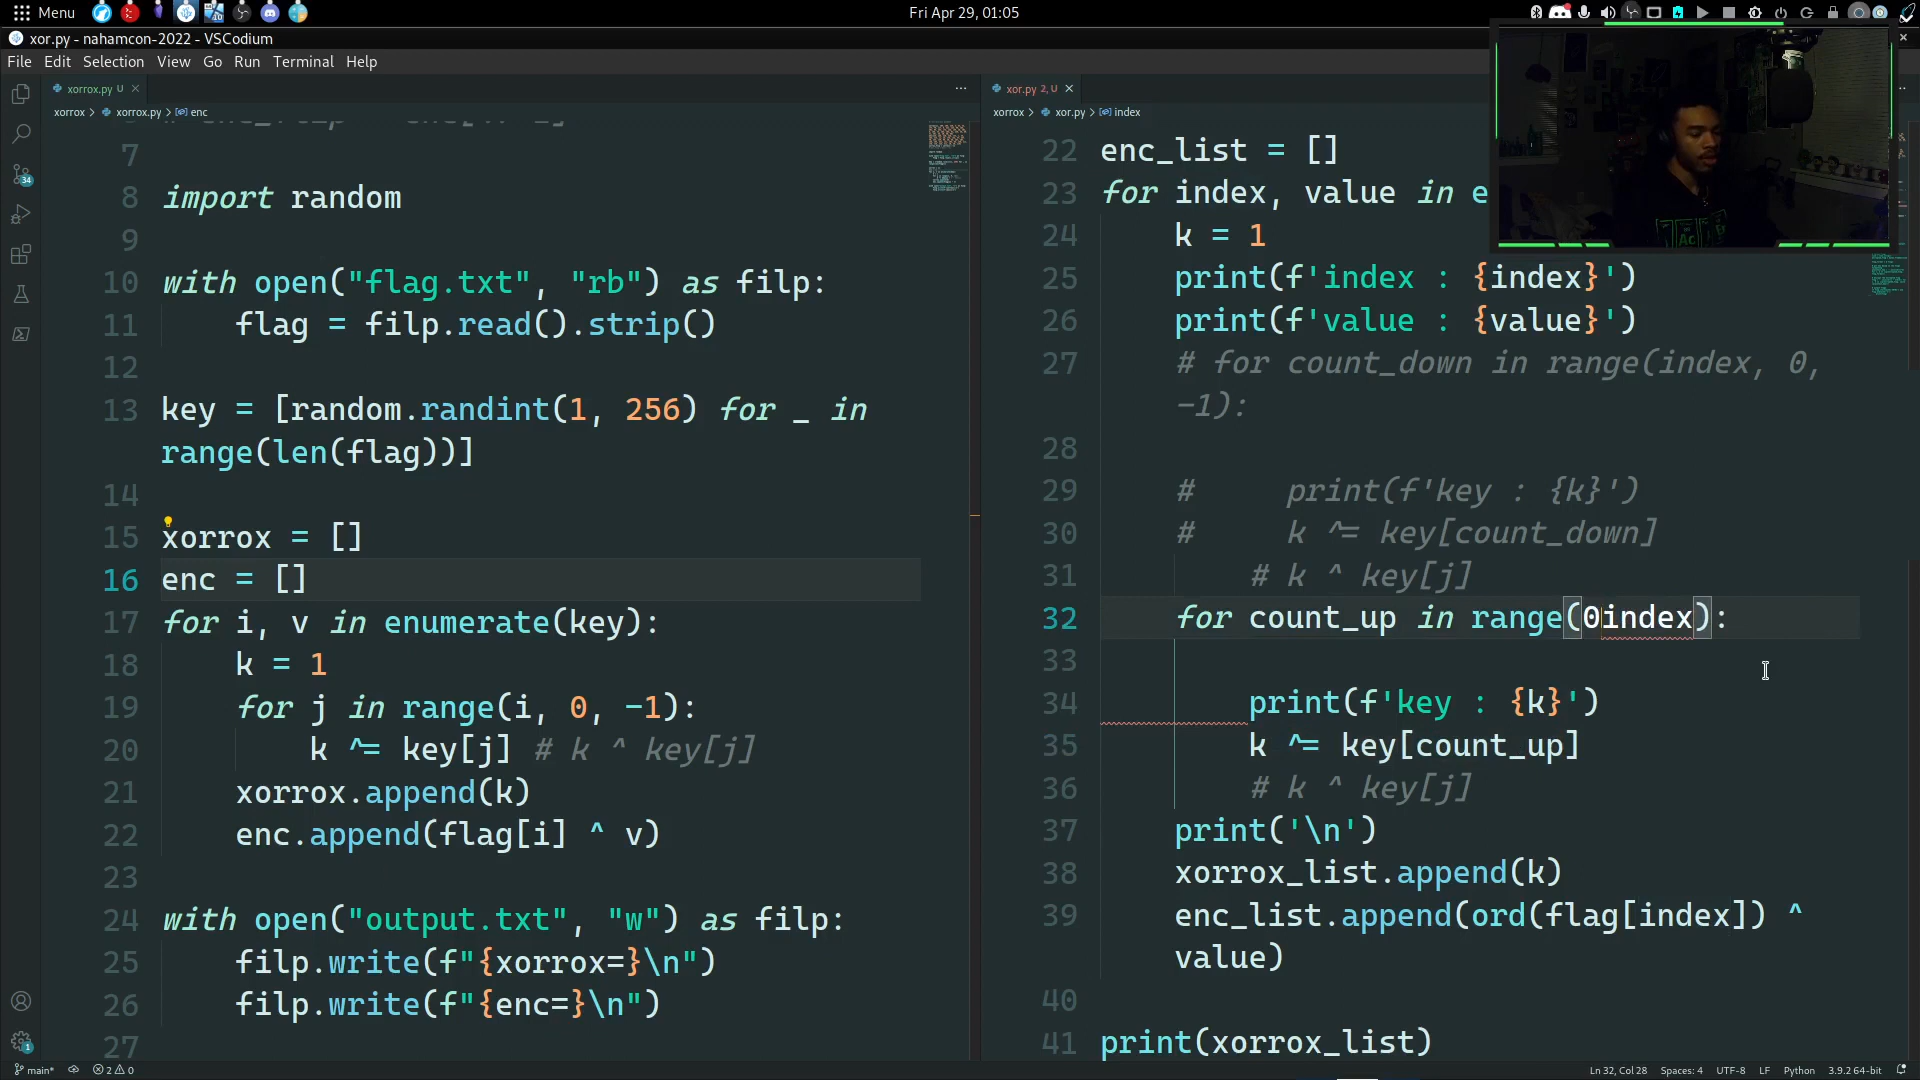 Menu
Fri Apr 29, 01:05
xor.py - nahamcon-2022 - VSCodium
File Edit Selection View Go Run Terminal Help
xorrox.py U
xorrox > xorrox.py > enc
7
8 import random
9
10 with open("flag.txt", "rb") as filp:
11 flag = filp.read().strip()
12
13 key = [random.randint(1, 256) for _ in
range(len(flag))]
14
15 xorrox = []
16 enc = []
17 for i, v in enumerate(key):
18 k = 1
19 for j in range(i, 0, -1):
20 k ^= key[j] # k ^ key[j]
21 xorrox.append(k)
22 enc.append(flag[i] ^ v)
23
24 with open("output.txt", "w") as filp:
25 filp.write(f"{xorrox=}\n")
26 filp.write(f"{enc=}\n")
27
xor.py 2, U
xorrox > xor.py > index
22 enc_list = []
23 for index, value in e
24 k = 1
25 print(f'index : {index}')
26 print(f'value : {value}')
27 # for count_down in range(index, 0,
-1):
28
29 # print(f'key : {k}')
30 # k ^= key[count_down]
31 # k ^ key[j]
32 for count_up in range(0index):
33
34 print(f'key : {k}')
35 k ^= key[count_up]
36 # k ^ key[j]
37 print('\n')
38 xorrox_list.append(k)
39 enc_list.append(ord(flag[index]) ^
value)
40
41 print(xorrox_list)
34
1
main* 2 0
Ln 32, Col 28 Spaces: 4 UTF-8 LF Python 3.9.2 64-bit